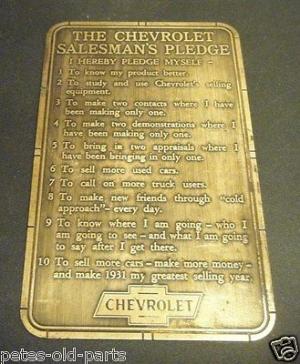 THE CHEVROLET
SALESMAN'S PLEDGE
I HEREBY PLEDGE MYSELF -
1 To know my product better.
2 To study and use Chevrolet's selling
equipment.
3 To make two contacts where I have
been making only one.
4 To make two demonstrations where I
have been making only one.
5 To bring in two appraisals where I
have been bringing in only one.
6 To sell more used cars.
7 To call on more truck users.
8 To make new friends through "cold
approach" - every day.
9 To know where I am going - who I
am going to see - and what I am going
to say after I get there.
10 To sell more cars - make more money -
and make 1931 my greatest selling year.
CHEVROLET
petes-old-parts